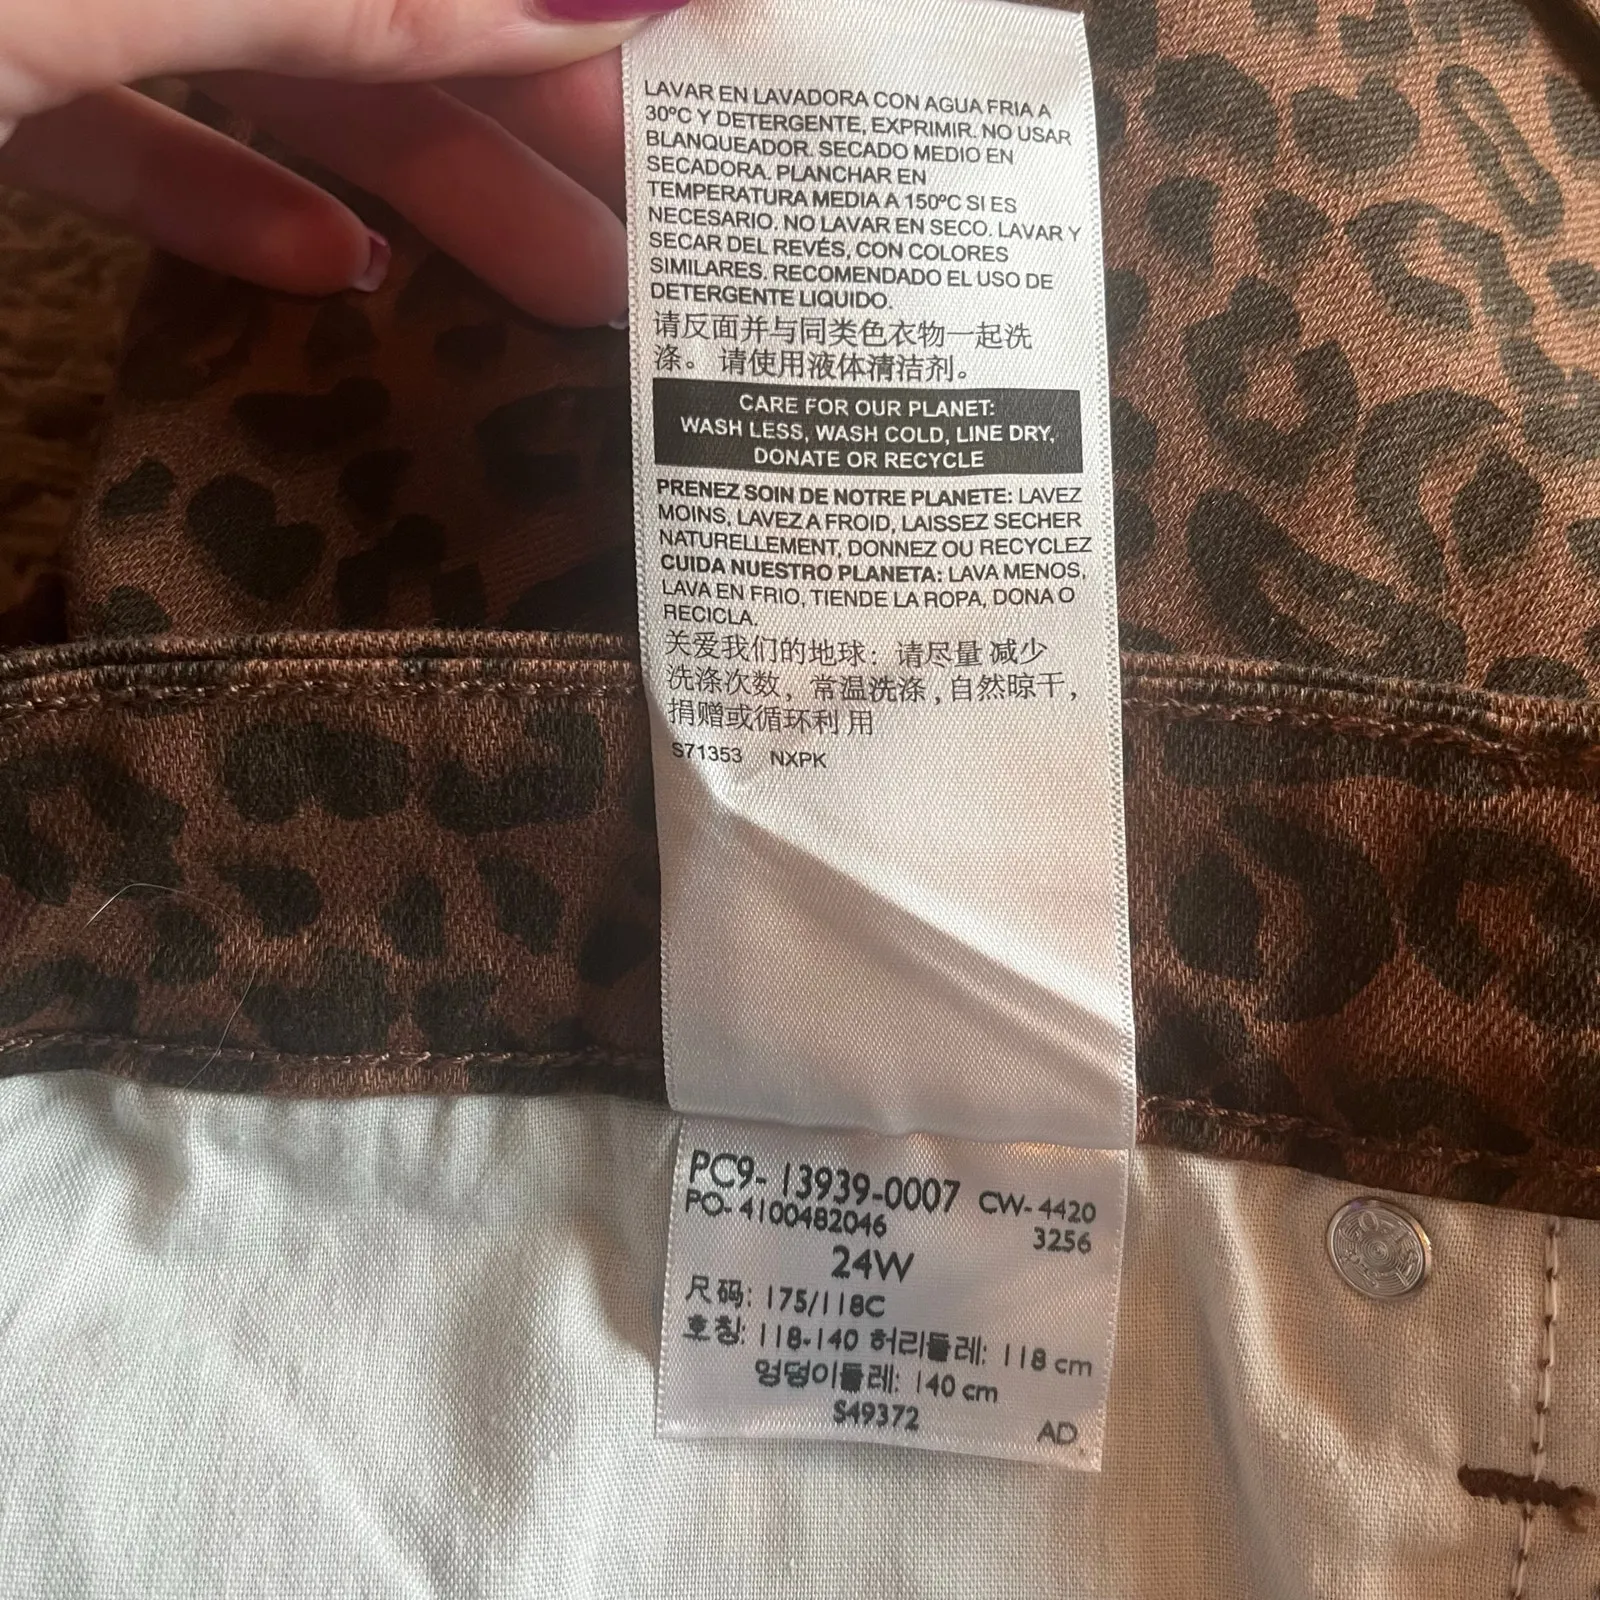 LAVAR EN LAVADORA CON AGUA FRIA A
30ºC Y DETERGENTE, EXPRIMIR. NO USAR
BLANQUEADOR. SECADO MEDIO EN
SECADORA. PLANCHAR EN
TEMPERATURA MEDIA A 150ºC SI ES
NECESARIO. NO LAVAR EN SECO. LAVAR Y
SECAR DEL REVÉS, CON COLORES
SIMILARES. RECOMENDADO EL USO DE
DETERGENTE LIQUIDO.
请反面并与同类色衣物一起洗
涤。请使用液体清洁剂。
CARE FOR OUR PLANET:
WASH LESS, WASH COLD, LINE DRY,
DONATE OR RECYCLE
PRENEZ SOIN DE NOTRE PLANETE: LAVEZ
MOINS, LAVEZ A FROID, LAISSEZ SECHER
NATURELLEMENT, DONNEZ OU RECYCLEZ
CUIDA NUESTRO PLANETA: LAVA MENOS,
LAVA EN FRIO, TIENDE LA ROPA, DONA O
RECICLA.
关爱我们的地球：请尽量 减少
洗涤次数，常温洗涤，自然晾干，
捐赠或循环利 用
S71353 NXPK
PC9-13939-0007 CW-4420
PO-4100482046 3256
24W
尺码: 175/118C
호칭: 118-140 허리둘레: 118 cm
엉덩이둘레: 140 cm
S49372 AD,